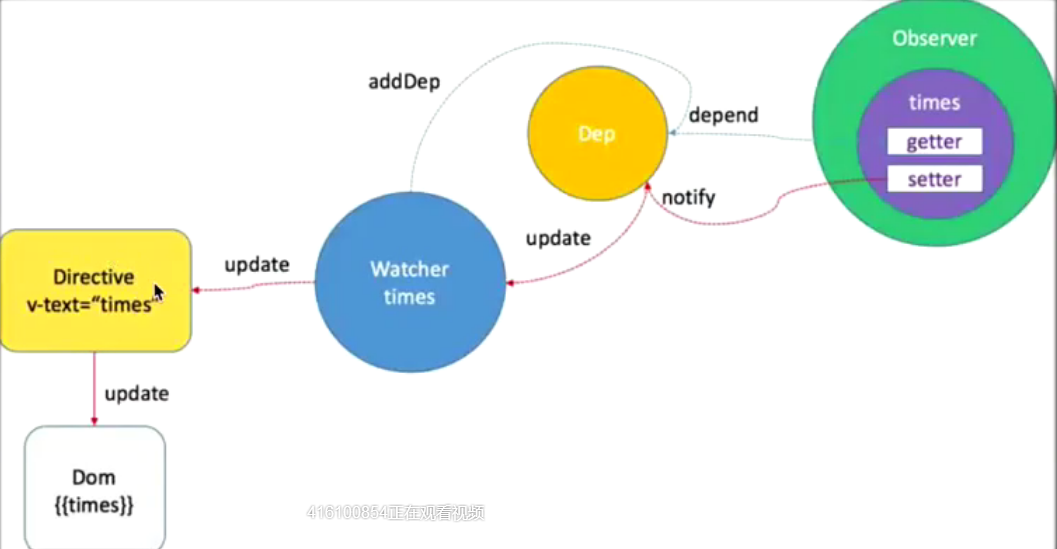 Observer
addDep
times
depend
Dep
getter
setter
notify
update
Directive
v-text=“times”
update
Watcher
times
update
Dom
{{times}}
416100854正在观看视频